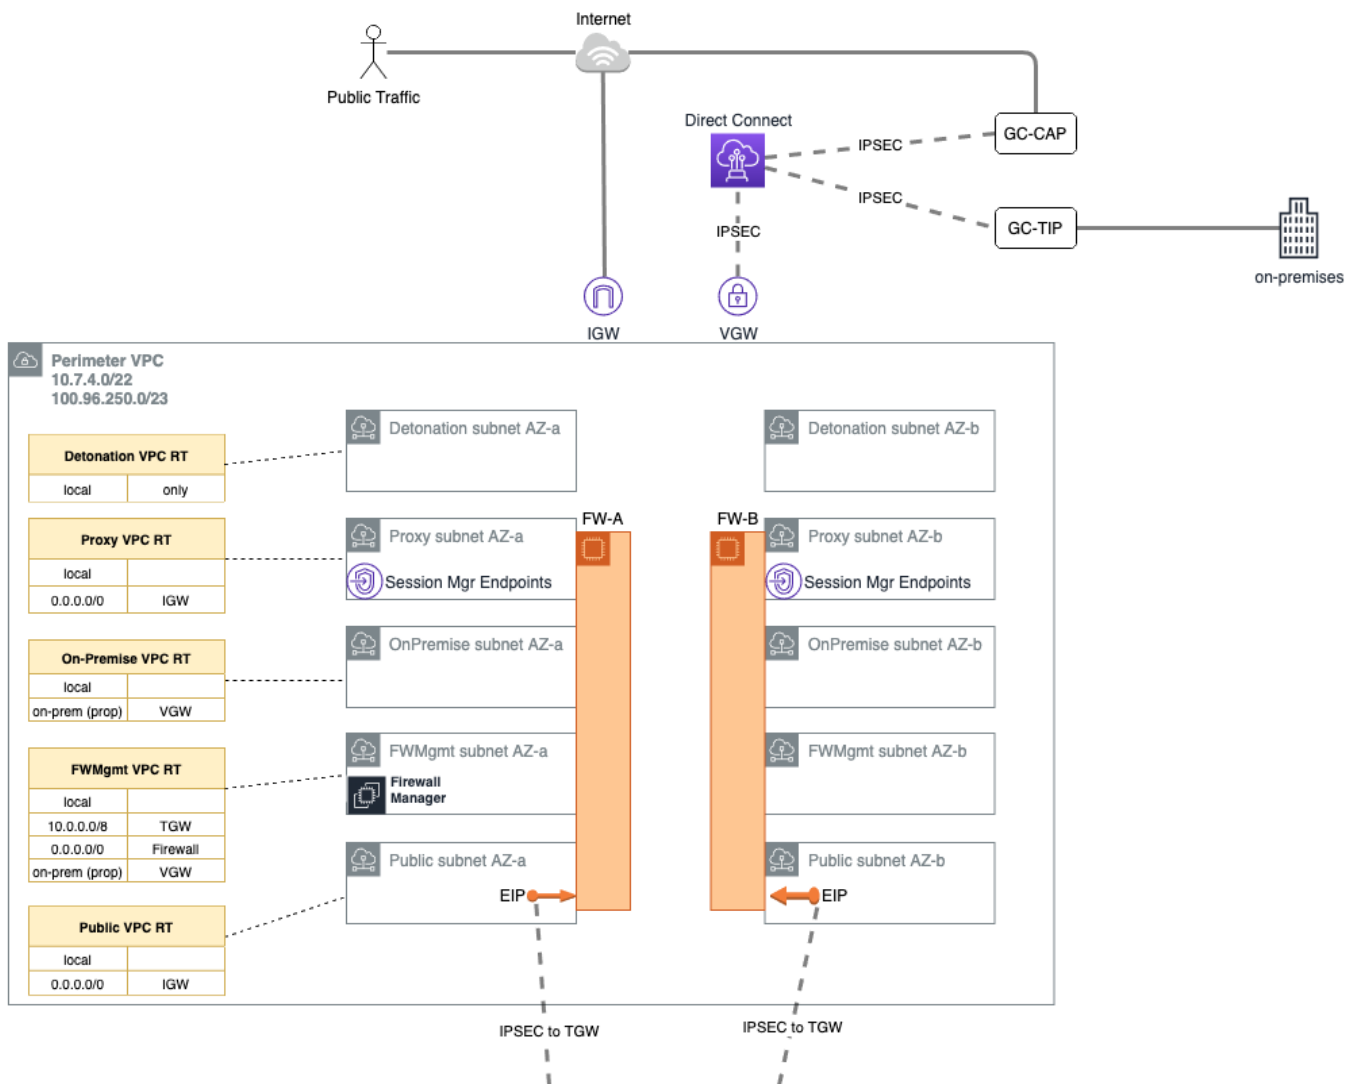 Internet
Public Traffic
Direct Connect
IPSEC
GC-CAP
IPSEC
GC-TIP
IPSEC
on-premises
IGW
VGW
Perimeter VPC
10.7.4.0/22
100.96.250.0/23
Detonation subnet AZ-a
Detonation subnet AZ-b
Detonation VPC RT
local only
FW-A
FW-B
Proxy subnet AZ-a
Proxy subnet AZ-b
Session Mgr Endpoints
Session Mgr Endpoints
Proxy VPC RT
local
0.0.0.0/0 IGW
OnPremise subnet AZ-a
OnPremise subnet AZ-b
On-Premise VPC RT
local
on-prem (prop) VGW
FWMgmt subnet AZ-a
FWMgmt subnet AZ-b
Firewall
Manager
FWMgmt VPC RT
local
10.0.0.0/8 TGW
0.0.0.0/0 Firewall
on-prem (prop) VGW
Public subnet AZ-a
Public subnet AZ-b
EIP
EIP
Public VPC RT
local
0.0.0.0/0 IGW
IPSEC to TGW
IPSEC to TGW